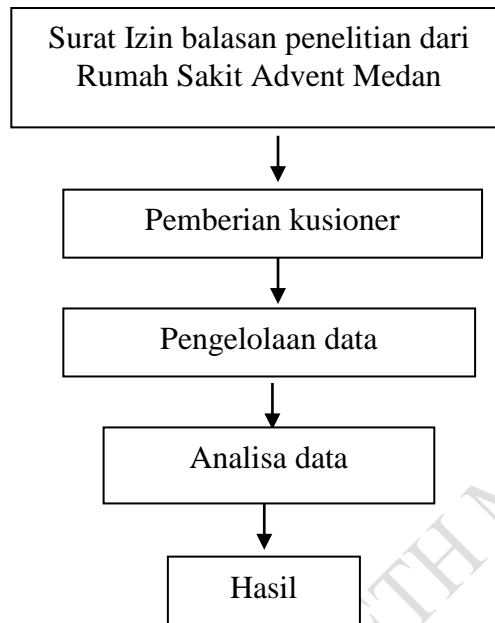 Surat Izin balasan penelitian dari
Rumah Sakit Advent Medan
Pemberian kusioner
Pengelolaan data
Analisa data
Hasil